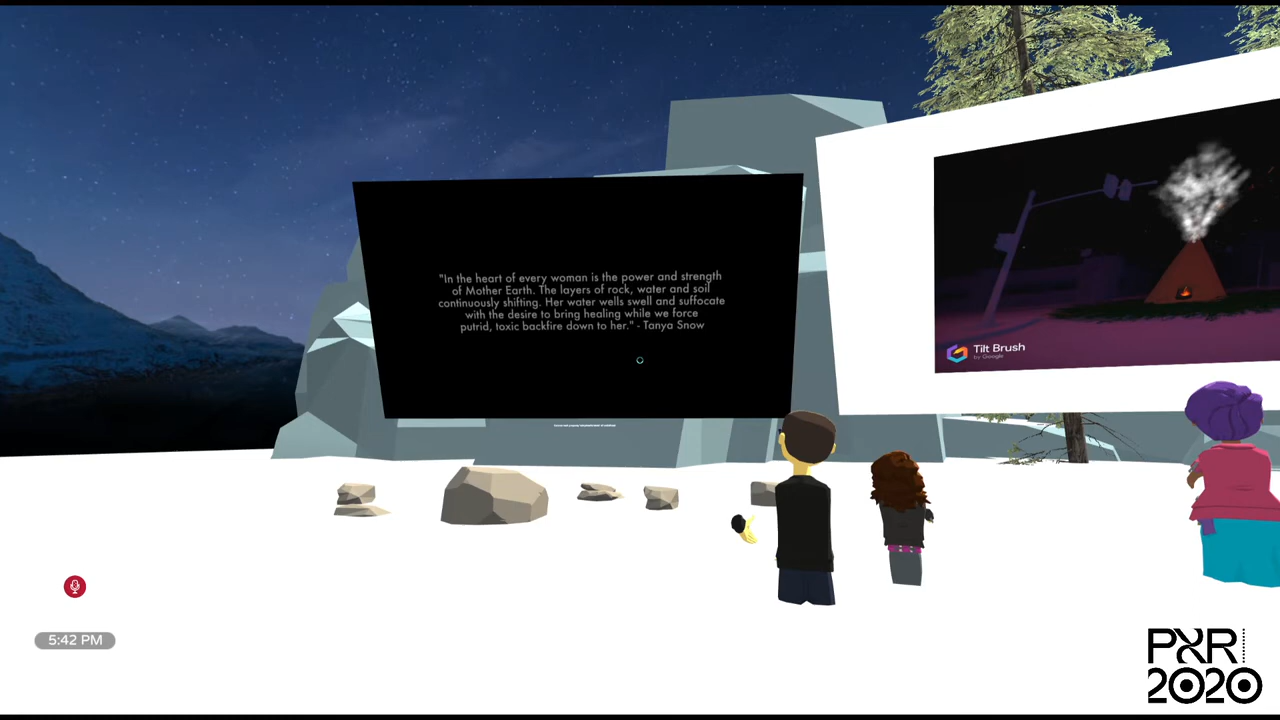 "In the heart of every woman is the power and strength
of Mother Earth. The layers of rock, water and soil
continuously shifting. Her water wells swell and suffocate
with the desire to bring healing while we force
putrid, toxic backfire down to her." - Tanya Snow
Tilt Brush
by Google
5:42 PM
PXR
2020